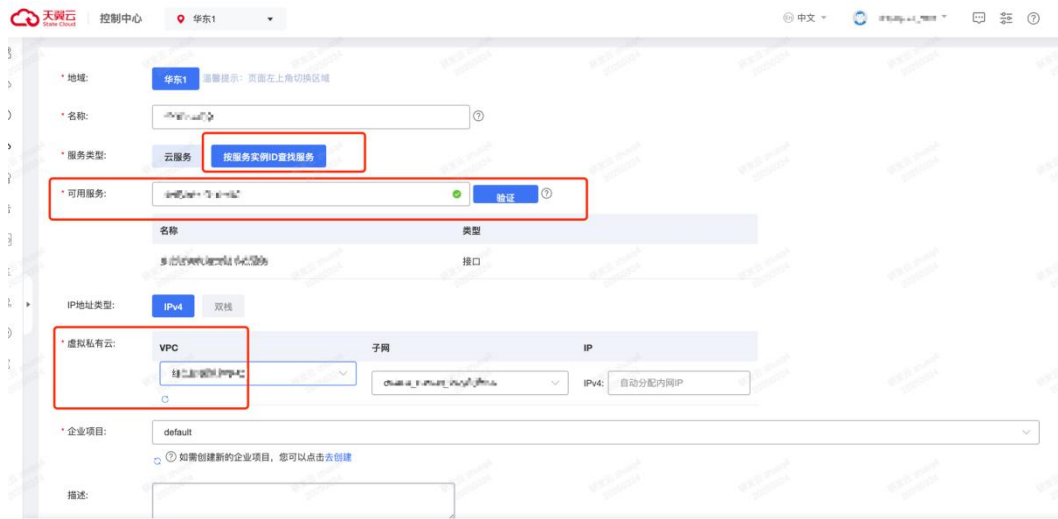 天翼云 控制中心 华东1 中文
State Cloud
* 地域: 华东1 温馨提示：页面左上角切换区域
* 名称:
* 服务类型: 云服务 按服务实例ID查找服务
* 可用服务: 验证
名称 类型
接口
IP地址类型: IPv4 双栈
* 虚拟私有云: VPC 子网 IP
IPv4: 自动分配内网IP
* 企业项目: default
如需创建新的企业项目，您可以点击去创建
描述: